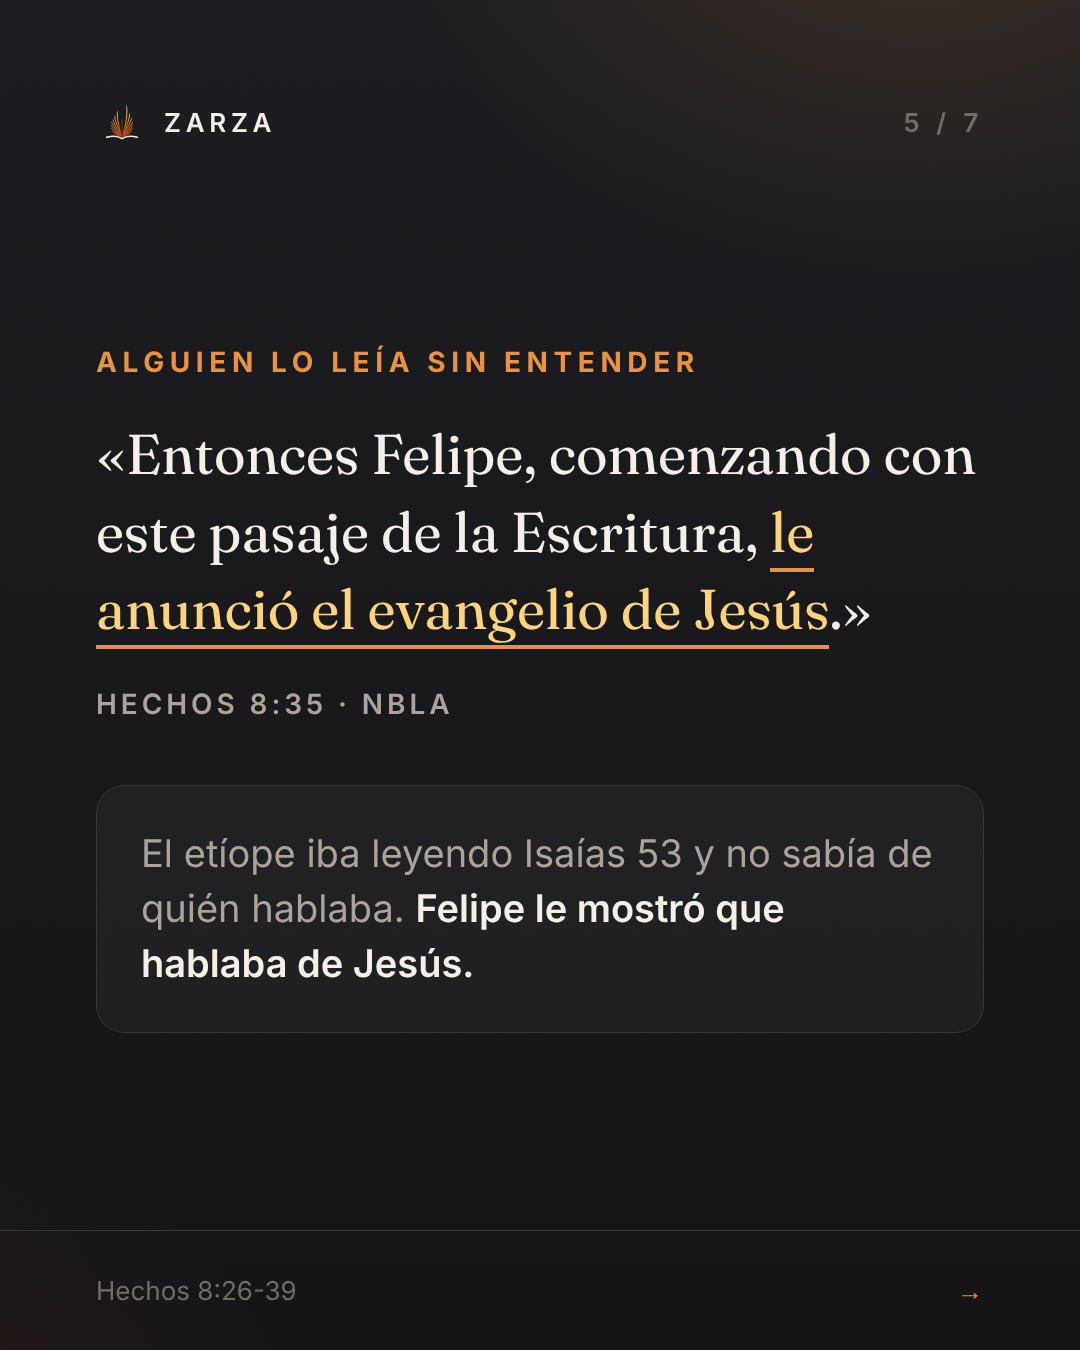 ZARZA
5 / 7
ALGUIEN LO LEÍA SIN ENTENDER
«Entonces Felipe, comenzando con
este pasaje de la Escritura, le
anunció el evangelio de Jesús.»
HECHOS 8:35 · NBLA
El etíope iba leyendo Isaías 53 y no sabía de
quién hablaba. Felipe le mostró que
hablaba de Jesús.
Hechos 8:26-39
→